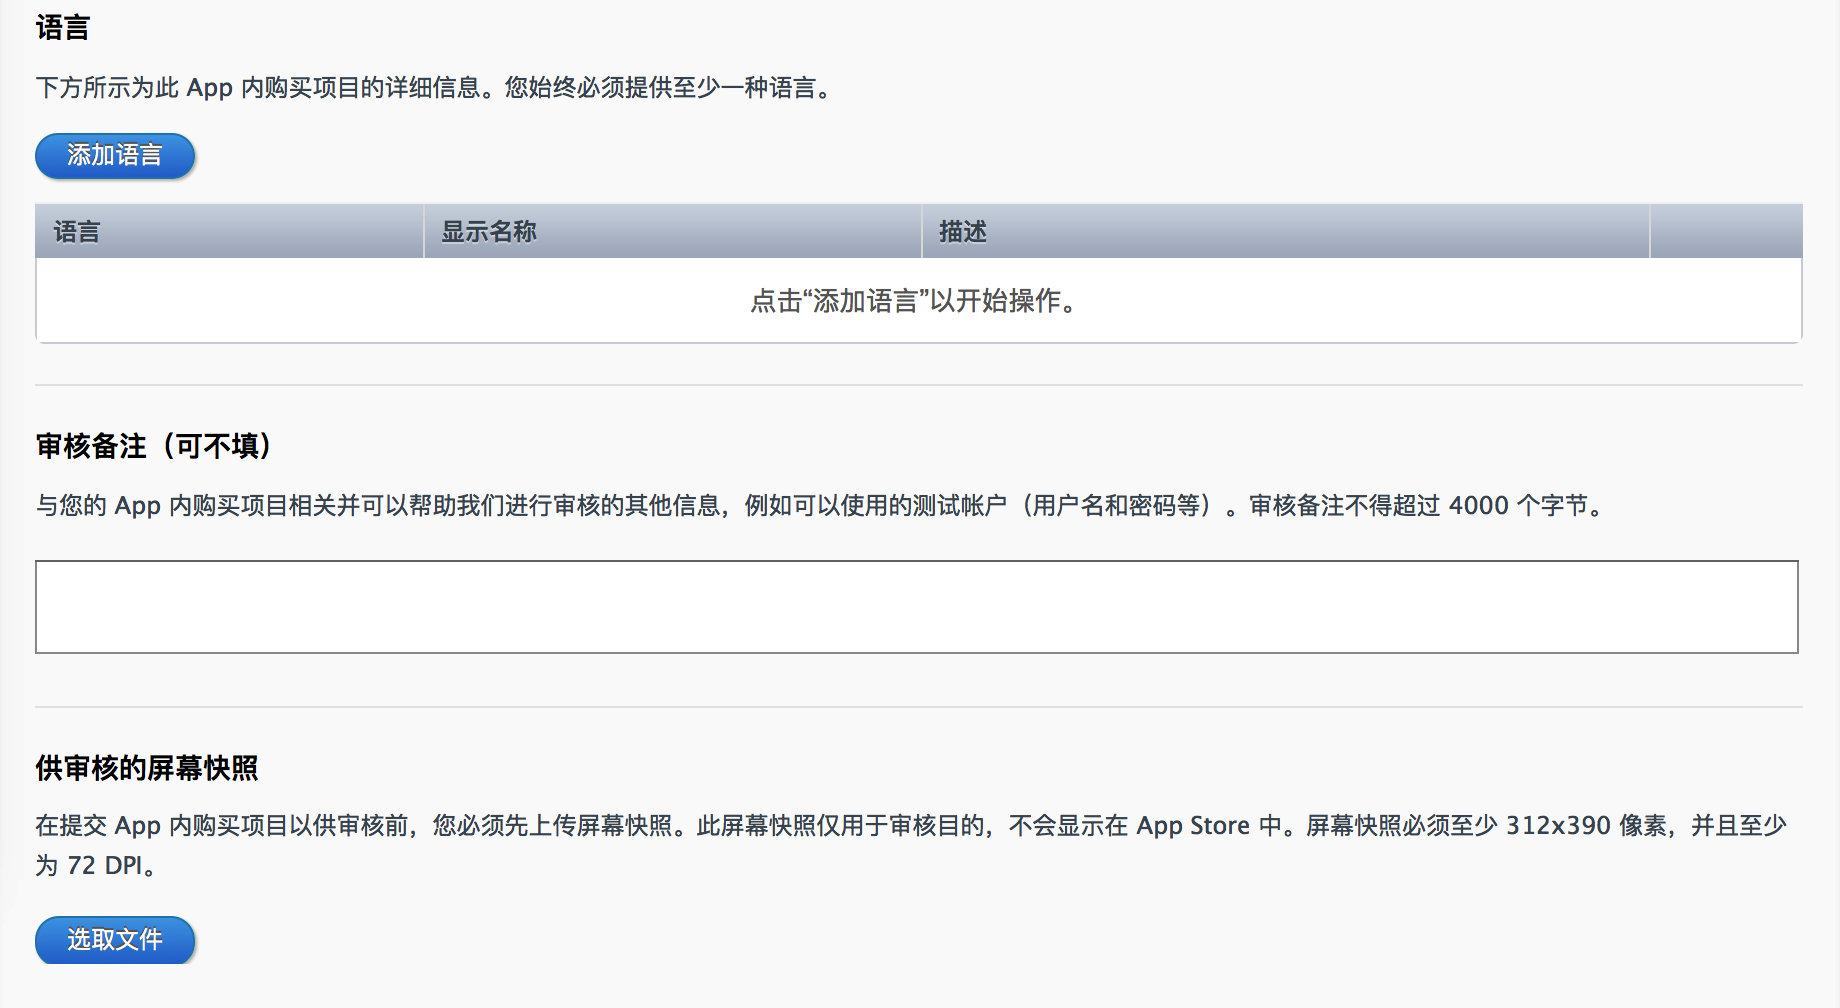 语言
下方所示为此 App 内购买项目的详细信息。您始终必须提供至少一种语言。
添加语言
语言 显示名称 描述
点击“添加语言”以开始操作。
审核备注（可不填）
与您的 App 内购买项目相关并可以帮助我们进行审核的其他信息，例如可以使用的测试帐户（用户名和密码等）。审核备注不得超过 4000 个字节。
供审核的屏幕快照
在提交 App 内购买项目以供审核前，您必须先上传屏幕快照。此屏幕快照仅用于审核目的，不会显示在 App Store 中。屏幕快照必须至少 312x390 像素，并且至少
为 72 DPI。
选取文件